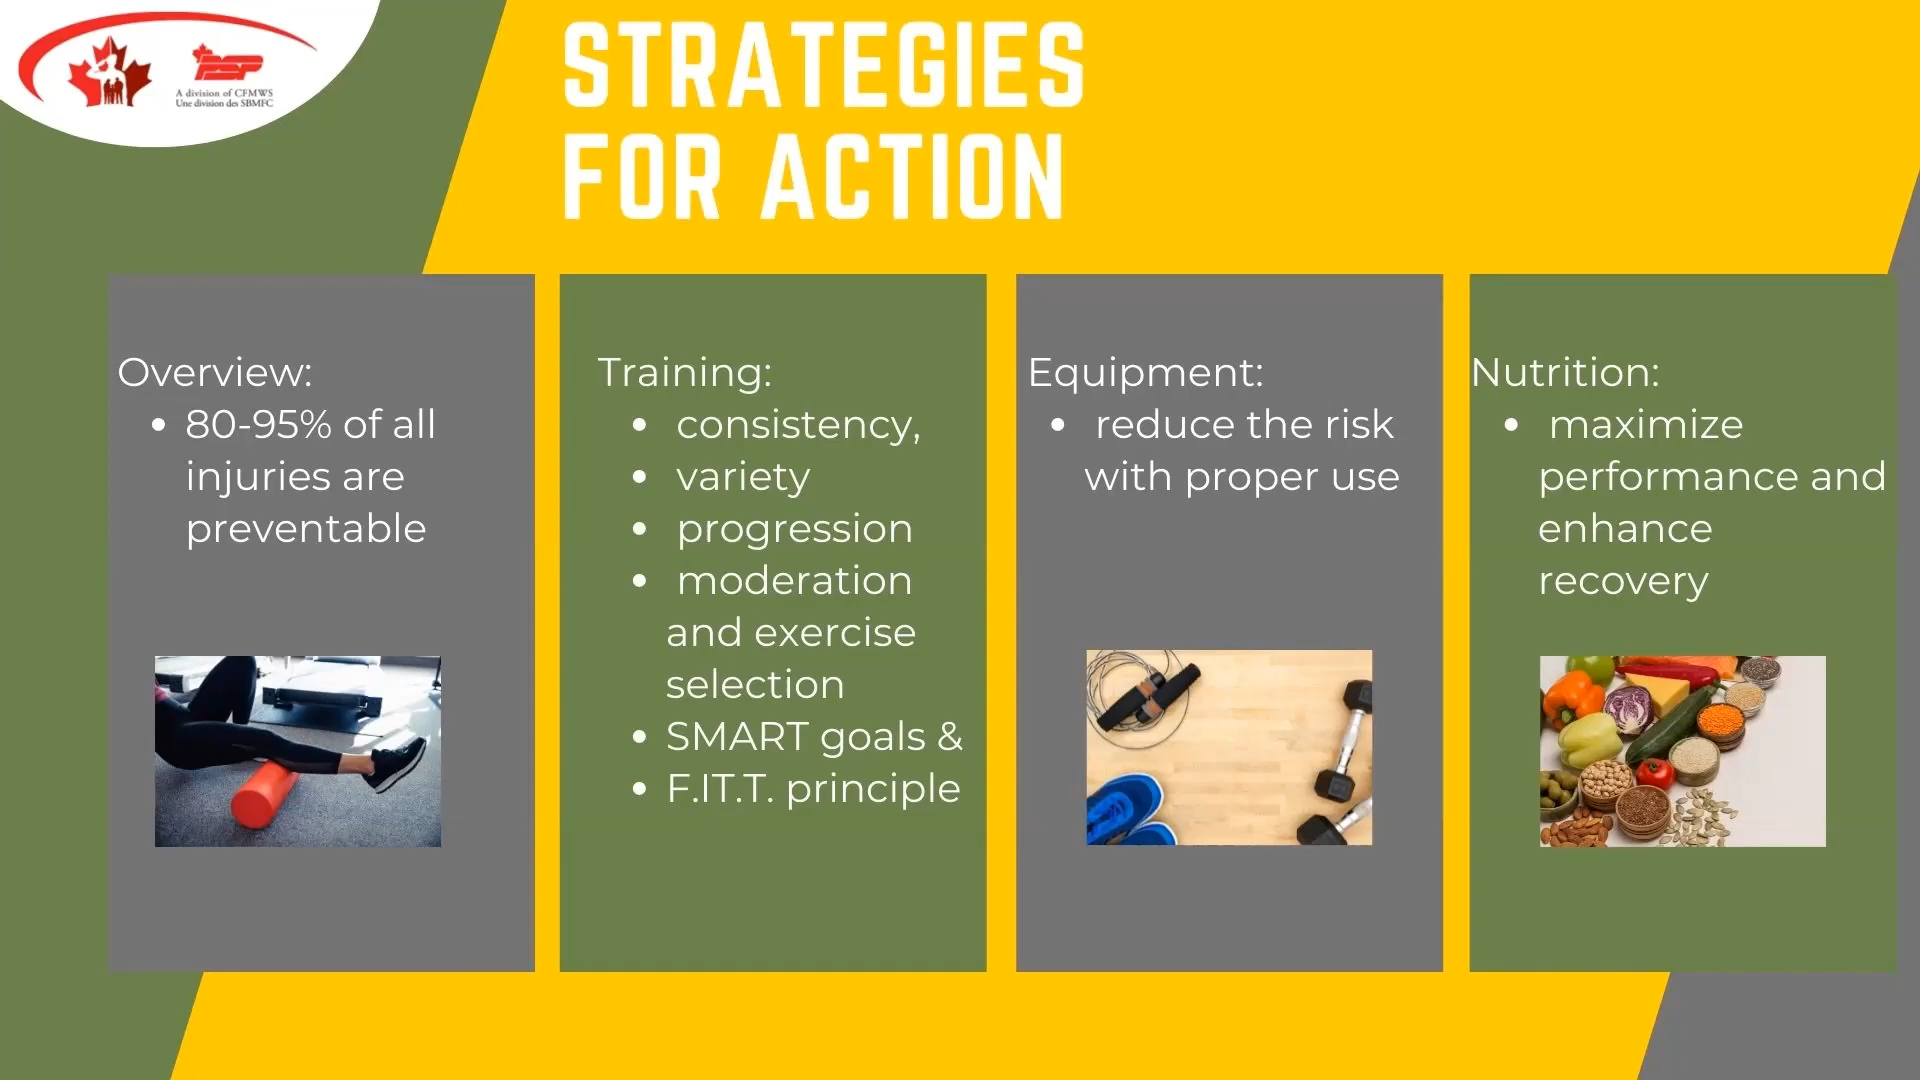 PSP
A division of CFMWS
Une division des SBMFC
STRATEGIES
FOR ACTION
Overview:
• 80-95% of all
injuries are
preventable
Training:
• consistency,
• variety
• progression
• moderation
and exercise
selection
• SMART goals &
• F.IT.T. principle
Equipment:
• reduce the risk
with proper use
Nutrition:
• maximize
performance and
enhance
recovery